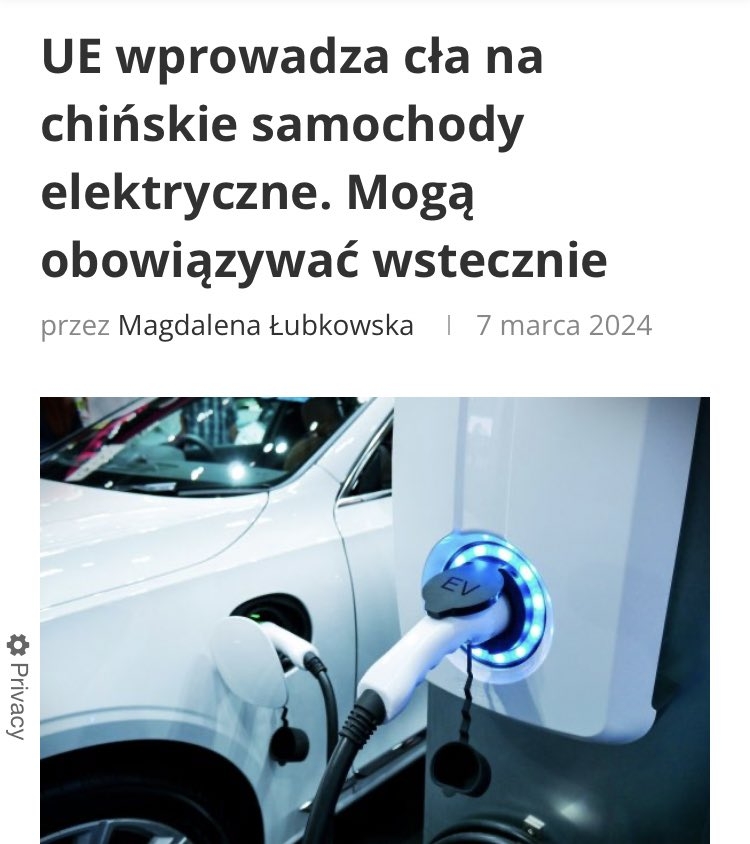 UE wprowadza cła na
chińskie samochody
elektryczne. Mogą
obowiązywać wstecznie
przez Magdalena Łubkowska | 7 marca 2024
EV
Privacy